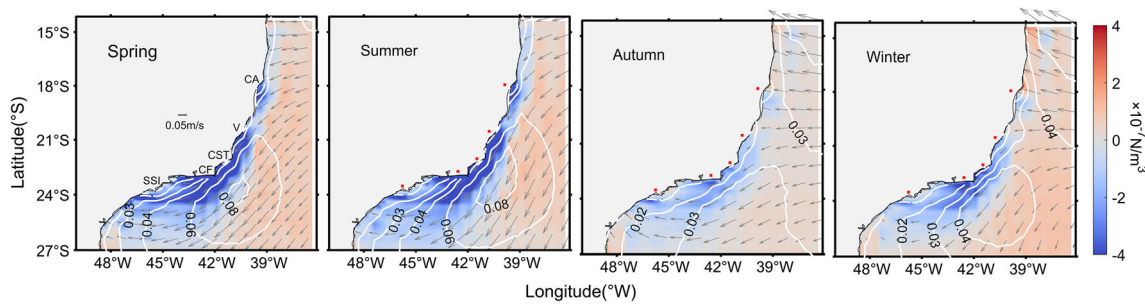 Spring
Summer
Autumn
Winter
15°S
18°S
21°S
24°S
27°S
Latitude(°S)
CA
V
CST
CF
SSI
0.05m/s
0.03
0.04
0.06
0.08
0.03
0.04
0.06
0.08
0.03
0.02
0.03
0.04
0.02
0.03
0.04
48°W 45°W 42°W 39°W
48°W 45°W 42°W 39°W
48°W 45°W 42°W 39°W
48°W 45°W 42°W 39°W
Longitude(°W)
4
2
0
-2
-4
×10⁻⁷N/m³